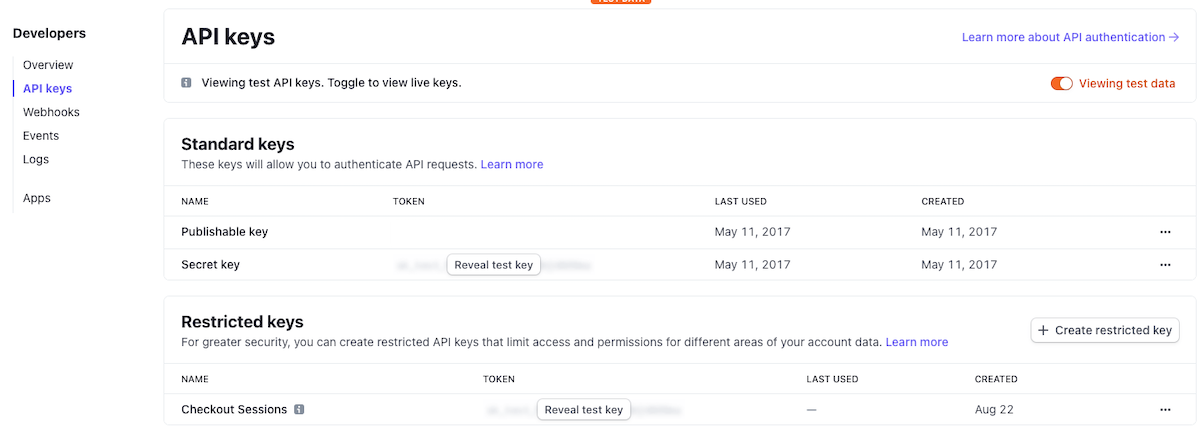 TEST DATA
Developers
Overview
API keys
Webhooks
Events
Logs
Apps
API keys
Learn more about API authentication →
Viewing test API keys. Toggle to view live keys.
Viewing test data
Standard keys
These keys will allow you to authenticate API requests. Learn more
NAME TOKEN LAST USED CREATED
Publishable key May 11, 2017 May 11, 2017 •••
Secret key Reveal test key May 11, 2017 May 11, 2017 •••
Restricted keys
+ Create restricted key
For greater security, you can create restricted API keys that limit access and permissions for different areas of your account data. Learn more
NAME TOKEN LAST USED CREATED
Checkout Sessions Reveal test key — Aug 22 •••